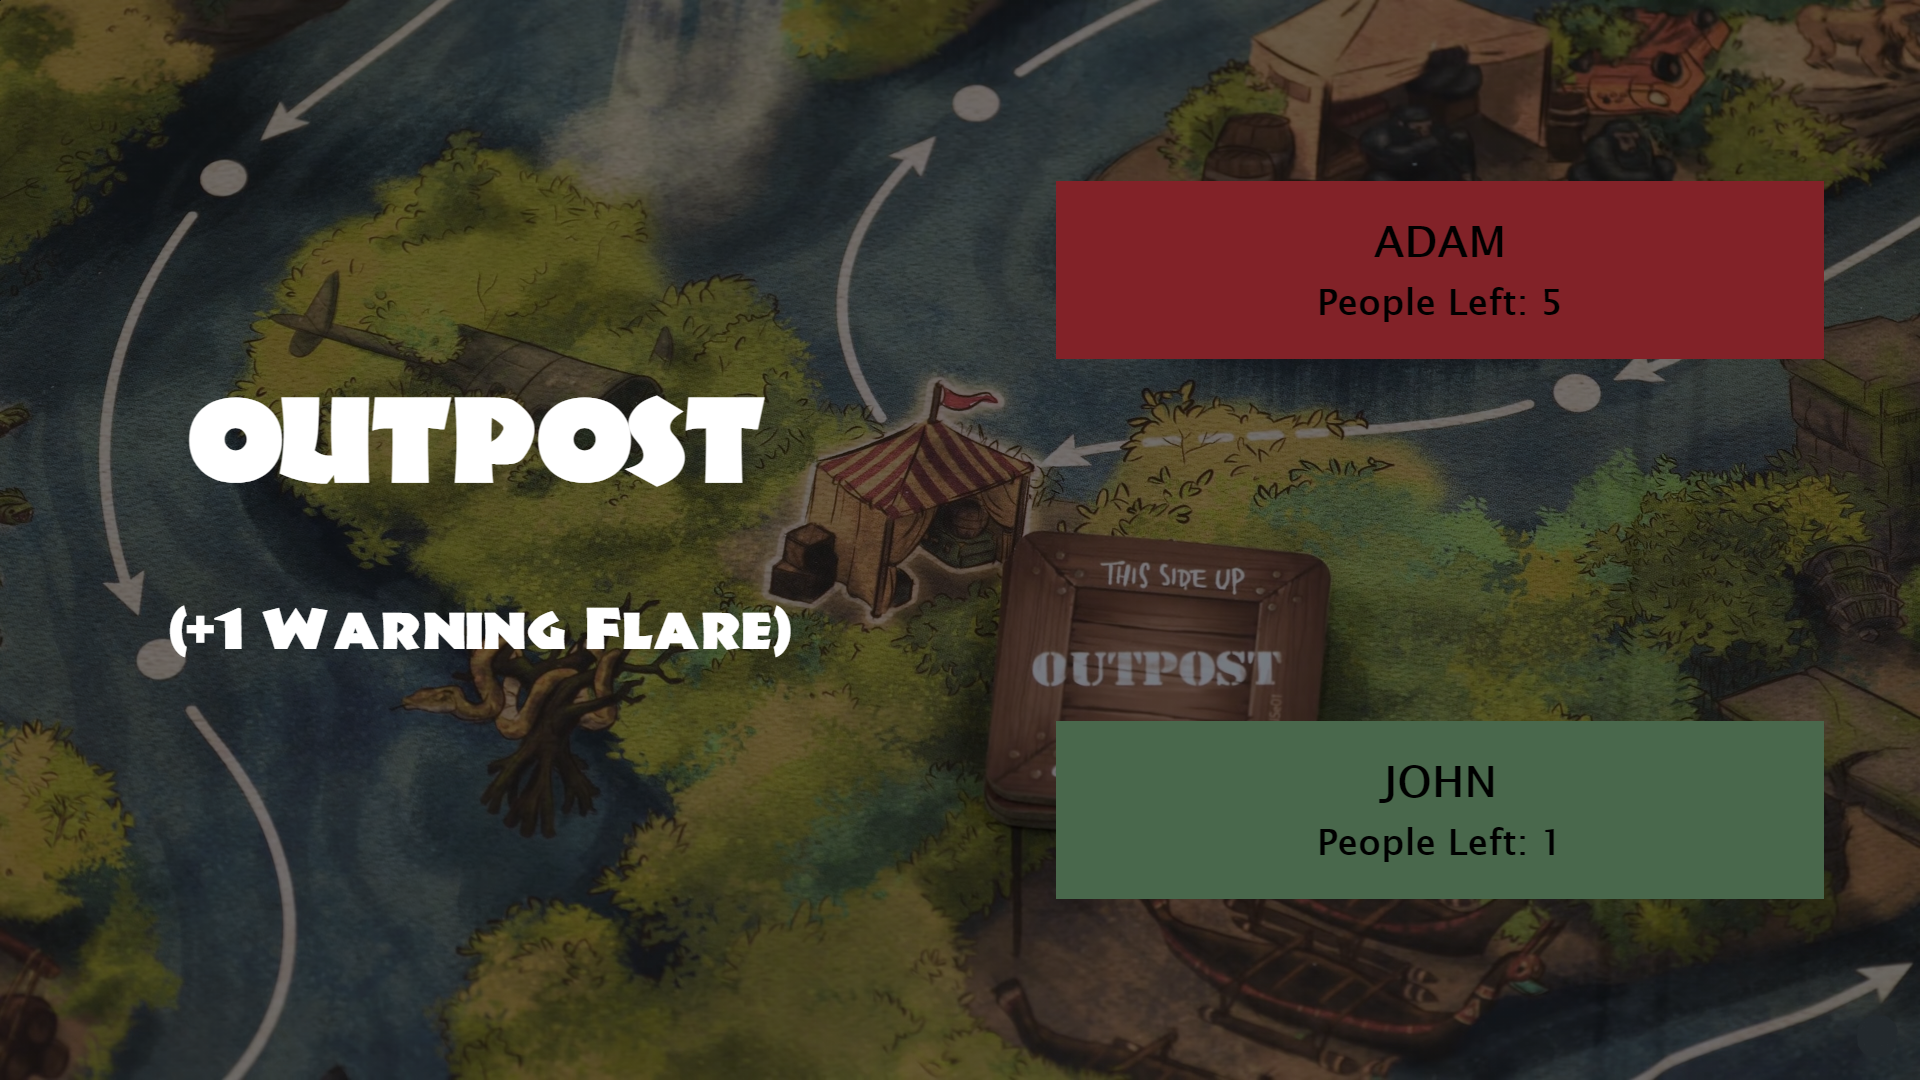 OUTPOST
(+1 WARNING FLARE)
ADAM
People Left: 5
THIS SIDE UP
OUTPOST
JOHN
People Left: 1